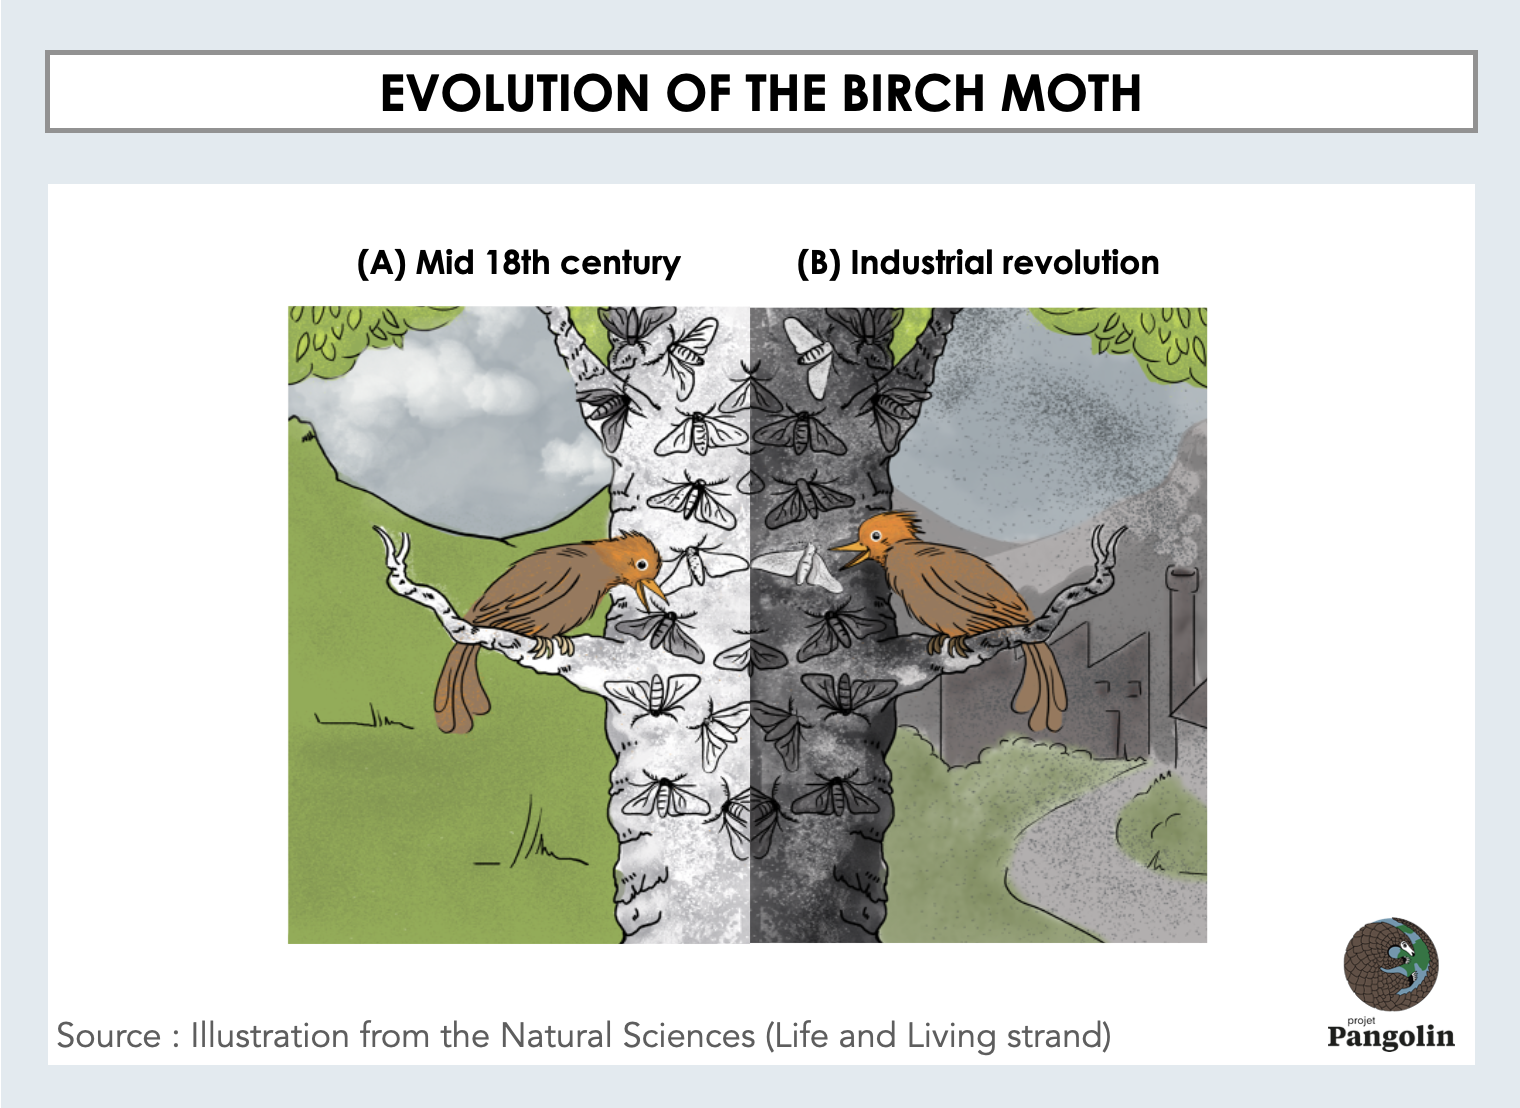 EVOLUTION OF THE BIRCH MOTH
(A) Mid 18th century
(B) Industrial revolution
Source : Illustration from the Natural Sciences (Life and Living strand)
projet
Pangolin